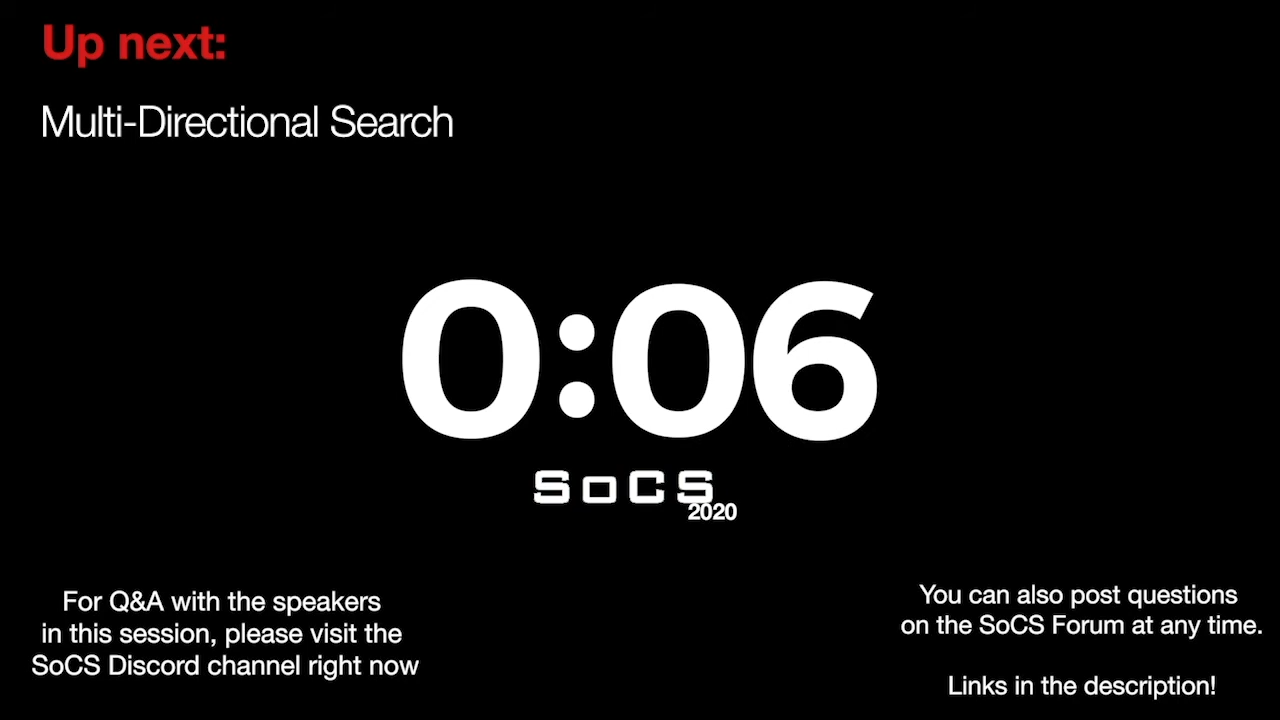 Up next:
Multi-Directional Search
0:06
SoCS
2020
For Q&A with the speakers
in this session, please visit the
SoCS Discord channel right now
You can also post questions
on the SoCS Forum at any time.
Links in the description!